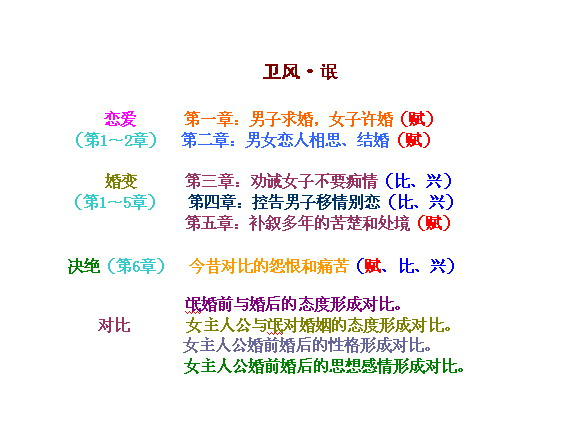 卫风·氓
恋爱 第一章：男子求婚，女子许婚（赋）
（第1～2章） 第二章：男女恋人相思、结婚（赋）
婚变 第三章：劝诫女子不要痴情（比、兴）
（第1～5章） 第四章：控告男子移情别恋（比、兴）
第五章：补叙多年的苦楚和处境（赋）
决绝（第6章） 今昔对比的怨恨和痛苦（赋、比、兴）
氓婚前与婚后的态度形成对比。
对比 女主人公与氓对婚姻的态度形成对比。
女主人公婚前婚后的性格形成对比。
女主人公婚前婚后的思想感情形成对比。